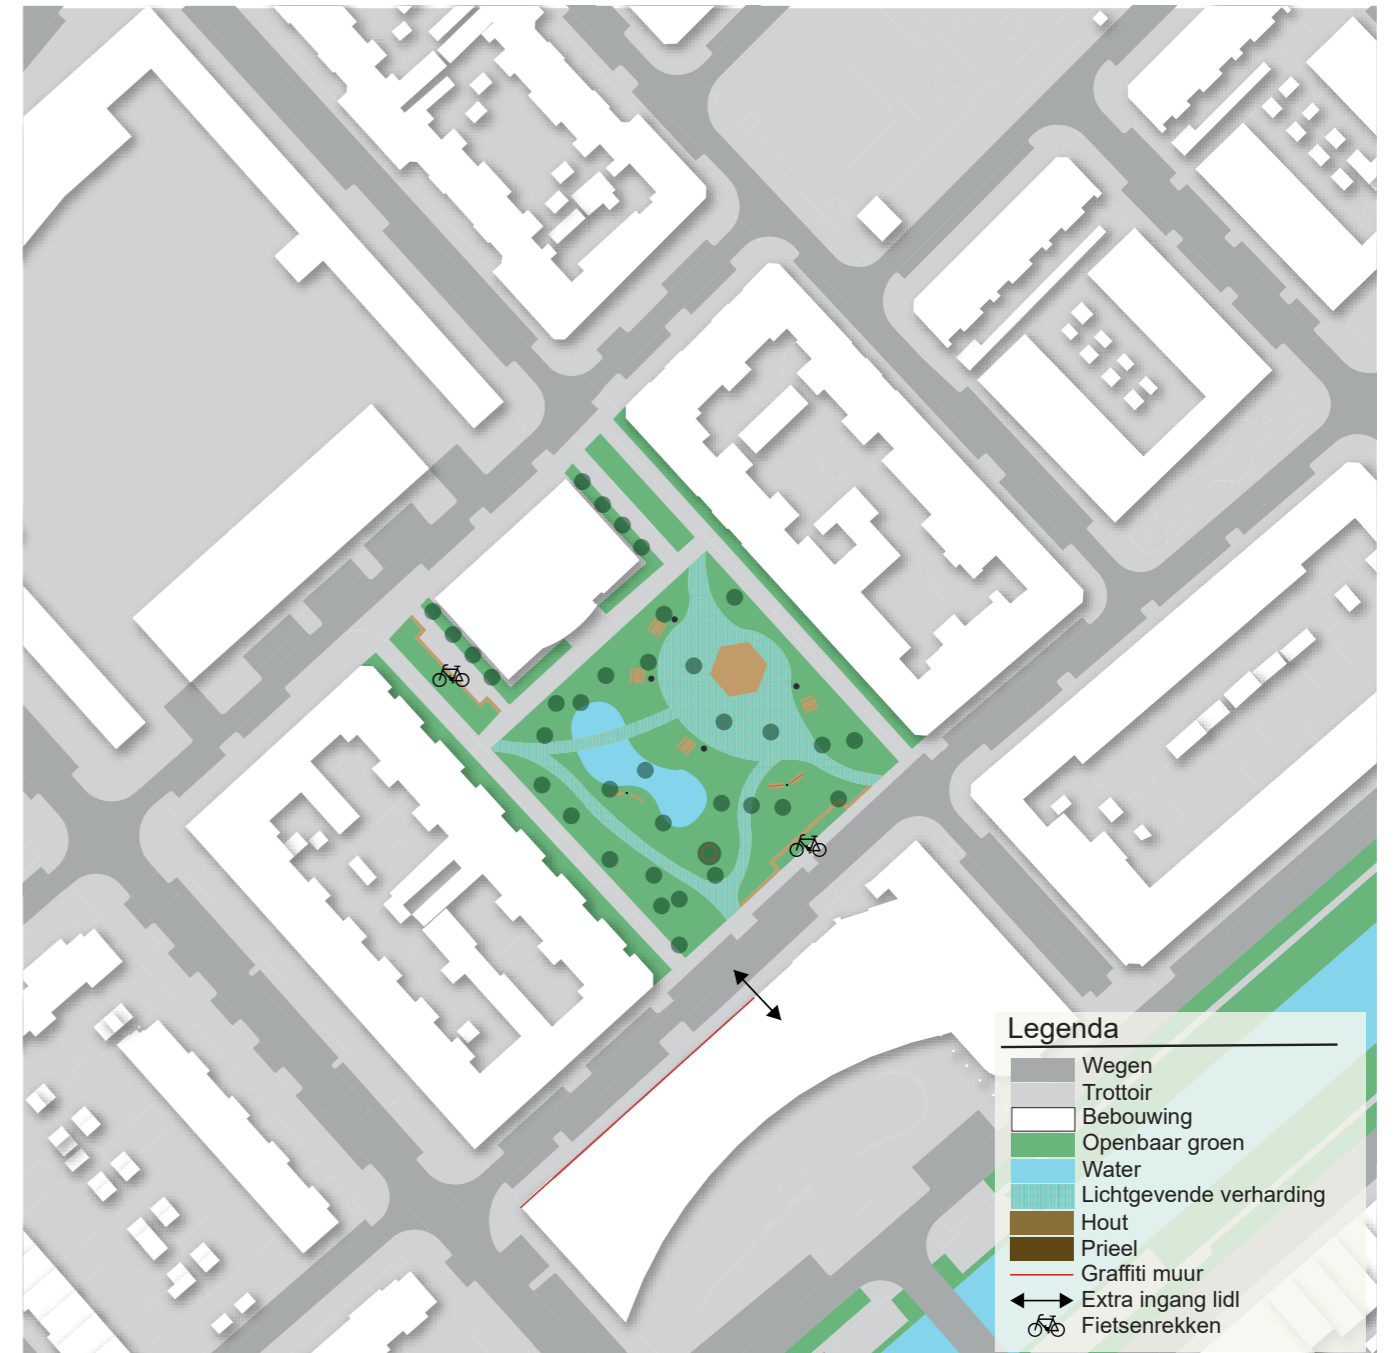 Legenda
Wegen
Trottoir
Bebouwing
Openbaar groen
Water
Lichtgevende verharding
Hout
Prieel
Graffiti muur
Extra ingang lidl
Fietsenrekken